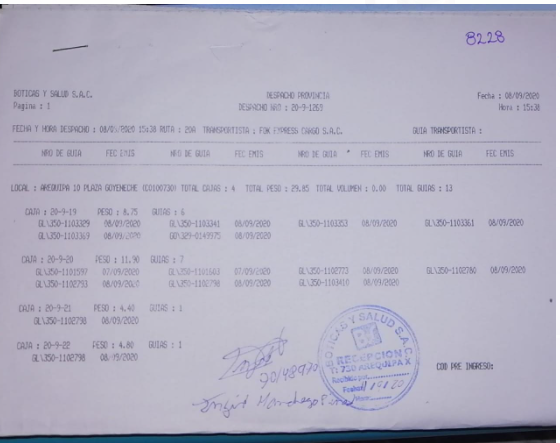 8228
BOTICAS Y SALUD S.A.C. DESPACHO PROVINCIA Fecha : 08/09/2020
Pagina : 1 DESPACHO NRO : 20-9-1263 Hora : 15:38
FECHA Y HORA DESPACHO : 08/09/2020 15:38 RUTA : 20A TRANSPORTISTA : FDK EXPRESS CARGO S.A.C. GUIA TRANSPORTISTA :
NRO DE GUIA FEC EMIS NRO DE GUIA FEC EMIS NRO DE GUIA FEC EMIS NRO DE GUIA FEC EMIS
LOCAL : AREQUIPA 10 PLAZA GOYENECHE (C0100730) TOTAL CAJAS : 4 TOTAL PESO : 29.85 TOTAL VOLUMEN : 0.00 TOTAL GUIAS : 13
CAJA : 20-9-19 PESO : 8.75 GUIAS : 6
GL\350-1103329 08/09/2020 GL\350-1103341 08/09/2020 GL\350-1103353 08/09/2020 GL\350-1103361 08/09/2020
GL\350-1103369 08/09/2020 GO\329-0149975 08/09/2020
CAJA : 20-9-20 PESO : 11.90 GUIAS : 7
GL\350-1101597 07/09/2020 07/09/2020 GL\350-1102773 08/09/2020 GL\350-1102780 08/09/2020
GL\350-1102793 08/09/2020 GL\350-1102798 08/09/2020 GL\350-1103410 08/09/2020
CAJA : 20-9-21 PESO : 4.40 GUIAS : 1
GL\350-1102798 08/09/2020
CAJA : 20-9-22 PESO : 4.80 GUIAS : 1
GL\350-1102798 08/09/2020
COD PRE INGRESO:
BOTICAS Y SALUD S.A.C.
RECEPCION